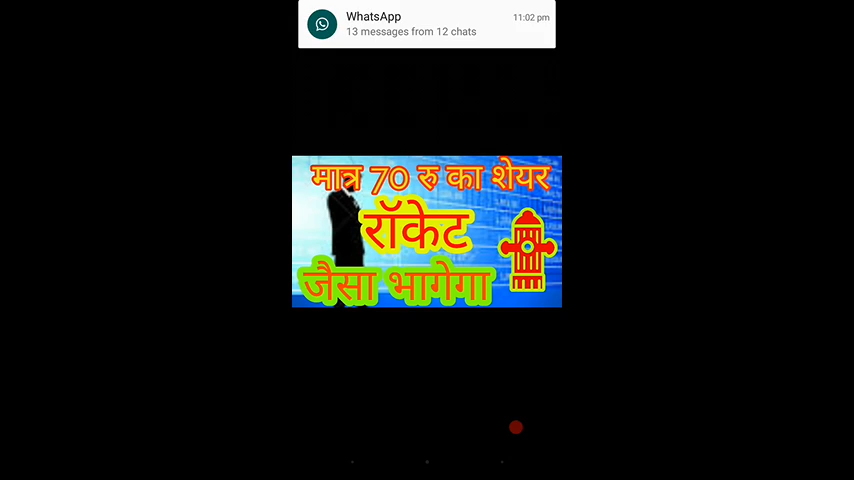 WhatsApp
11:02 pm
13 messages from 12 chats
मात्र 70 रु का शेयर
रॉकेट
जैसा भागेगा